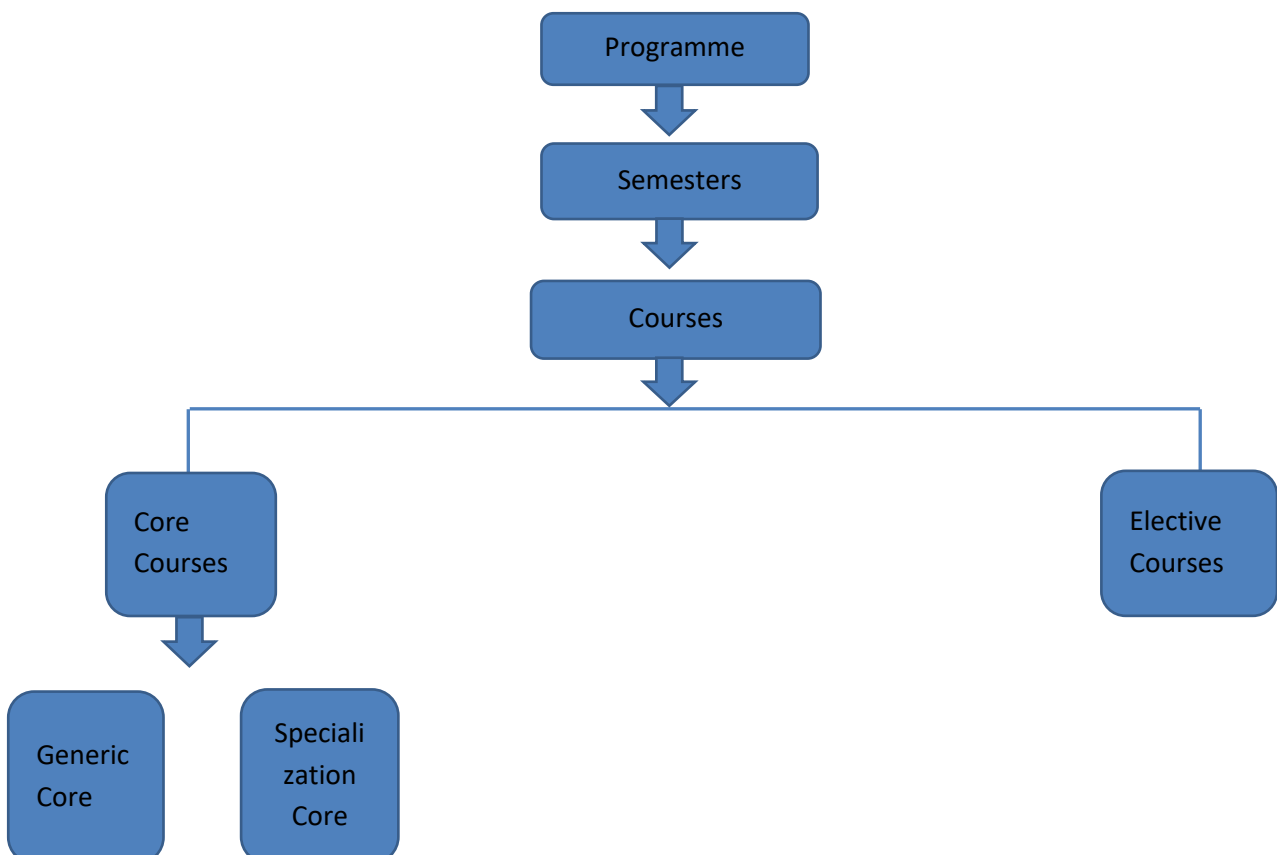 Programme
Semesters
Courses
Core
Courses
Elective
Courses
Generic
Core
Speciali
zation
Core